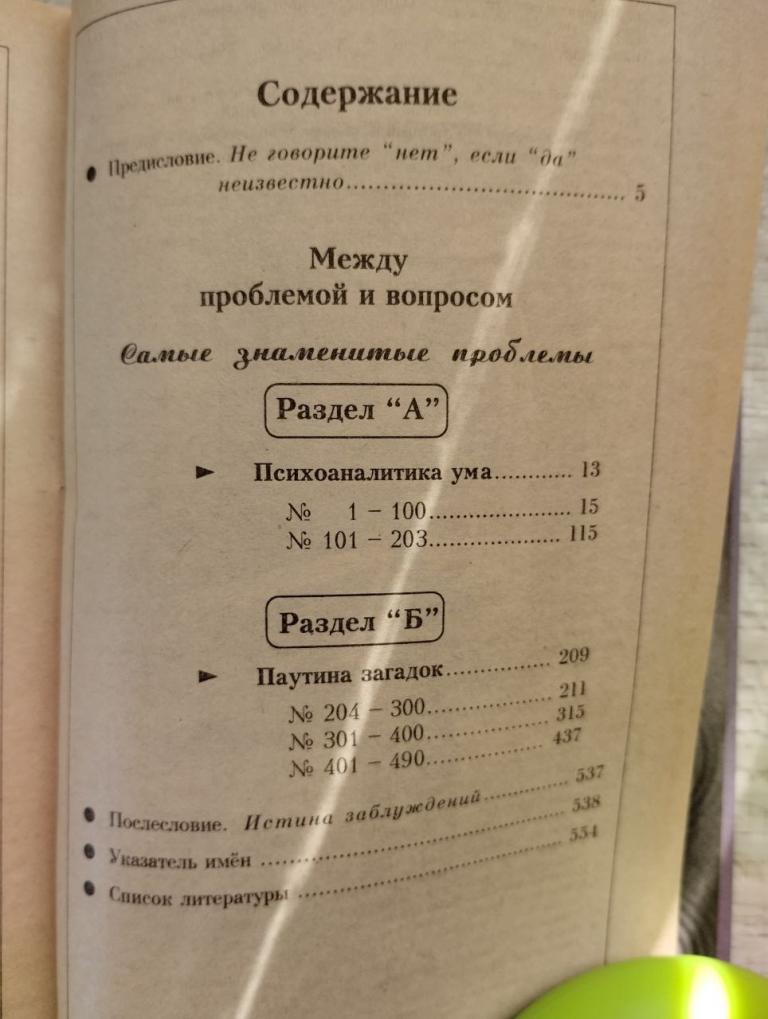 Содержание
● Предисловие. Не говорите “нет”, если “да”
неизвестно........................................ 5
Между
проблемой и вопросом
Самые знаменитые проблемы
Раздел “А”
► Психоаналитика ума............ 13
№ 1 – 100..................... 15
№ 101 – 203................... 115
Раздел “Б”
► Паутина загадок............... 209
№ 204 – 300.................. 211
№ 301 – 400.................. 315
№ 401 – 490.................. 437
● Послесловие. Истина заблуждений............. 537
● Указатель имён ........................................ 538
● Список литературы .................................. 554